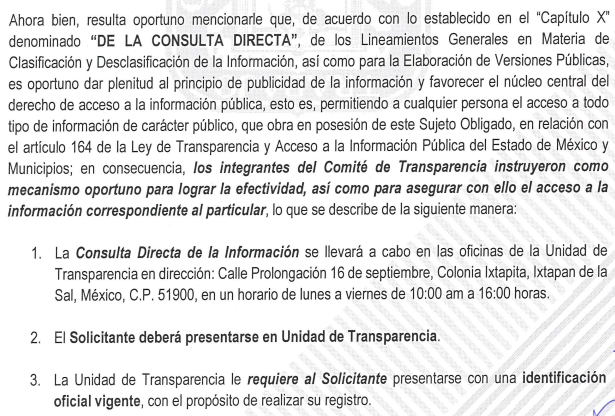 Ahora bien, resulta oportuno mencionarle que, de acuerdo con lo establecido en el “Capítulo X”
denominado “DE LA CONSULTA DIRECTA”, de los Lineamientos Generales en Materia de
Clasificación y Desclasificación de la Información, así como para la Elaboración de Versiones Públicas,
es oportuno dar plenitud al principio de publicidad de la información y favorecer el núcleo central del
derecho de acceso a la información pública, esto es, permitiendo a cualquier persona el acceso a todo
tipo de información de carácter público, que obra en posesión de este Sujeto Obligado, en relación con
el artículo 164 de la Ley de Transparencia y Acceso a la Información Pública del Estado de México y
Municipios; en consecuencia, los integrantes del Comité de Transparencia instruyeron como
mecanismo oportuno para lograr la efectividad, así como para asegurar con ello el acceso a la
información correspondiente al particular, lo que se describe de la siguiente manera:
1. La Consulta Directa de la Información se llevará a cabo en las oficinas de la Unidad de
Transparencia en dirección: Calle Prolongación 16 de septiembre, Colonia Ixtapita, Ixtapan de la
Sal, México, C.P. 51900, en un horario de lunes a viernes de 10:00 am a 16:00 horas.
2. El Solicitante deberá presentarse en Unidad de Transparencia.
3. La Unidad de Transparencia le requiere al Solicitante presentarse con una identificación
oficial vigente, con el propósito de realizar su registro.